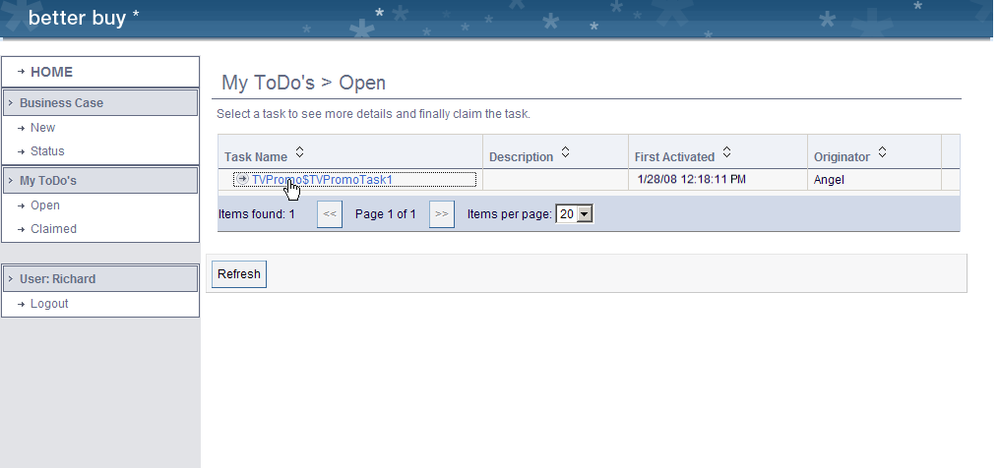 better buy *
HOME
Business Case
New
Status
My ToDo's
Open
Claimed
User: Richard
Logout
My ToDo's > Open
Select a task to see more details and finally claim the task.
Task Name Description First Activated Originator
TVPromo$TVPromoTask1 1/28/08 12:18:11 PM Angel
Items found: 1 << Page 1 of 1 >> Items per page: 20
Refresh